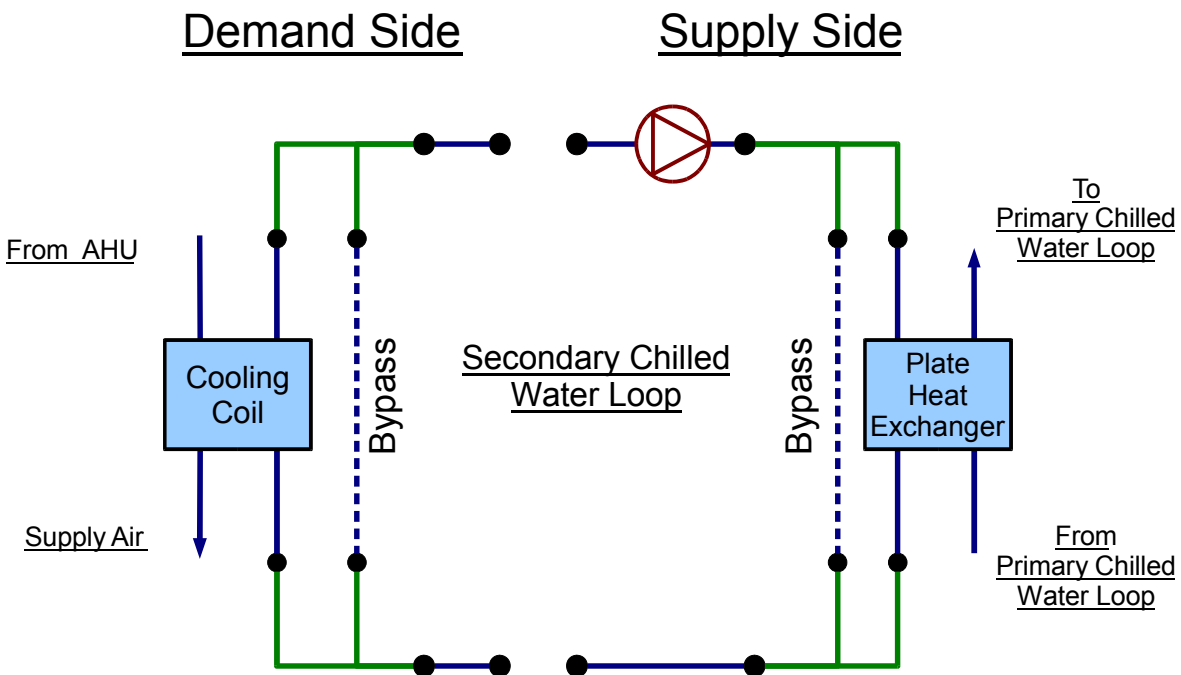 Demand Side
Supply Side
From AHU
To
Primary Chilled
Water Loop
Cooling
Coil
Bypass
Secondary Chilled
Water Loop
Bypass
Plate
Heat
Exchanger
Supply Air
From
Primary Chilled
Water Loop